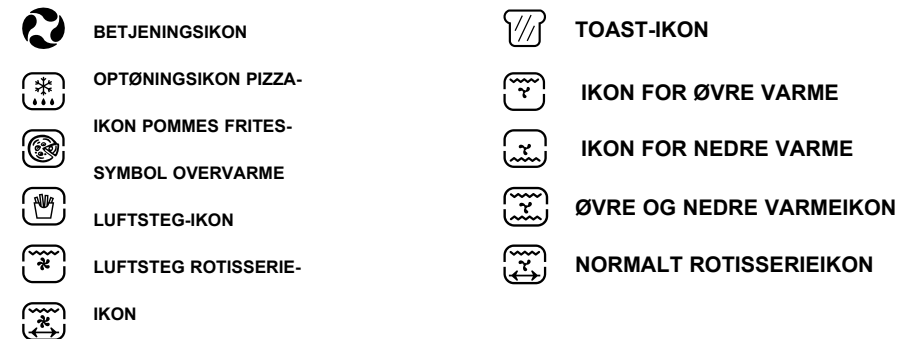 BETJENINGSIKON
OPTØNINGSIKON PIZZA-
IKON POMMES FRITES-
SYMBOL OVERVARME
LUFTSTEG-IKON
LUFTSTEG ROTISSERIE-
IKON
TOAST-IKON
IKON FOR ØVRE VARME
IKON FOR NEDRE VARME
ØVRE OG NEDRE VARMEIKON
NORMALT ROTISSERIEIKON